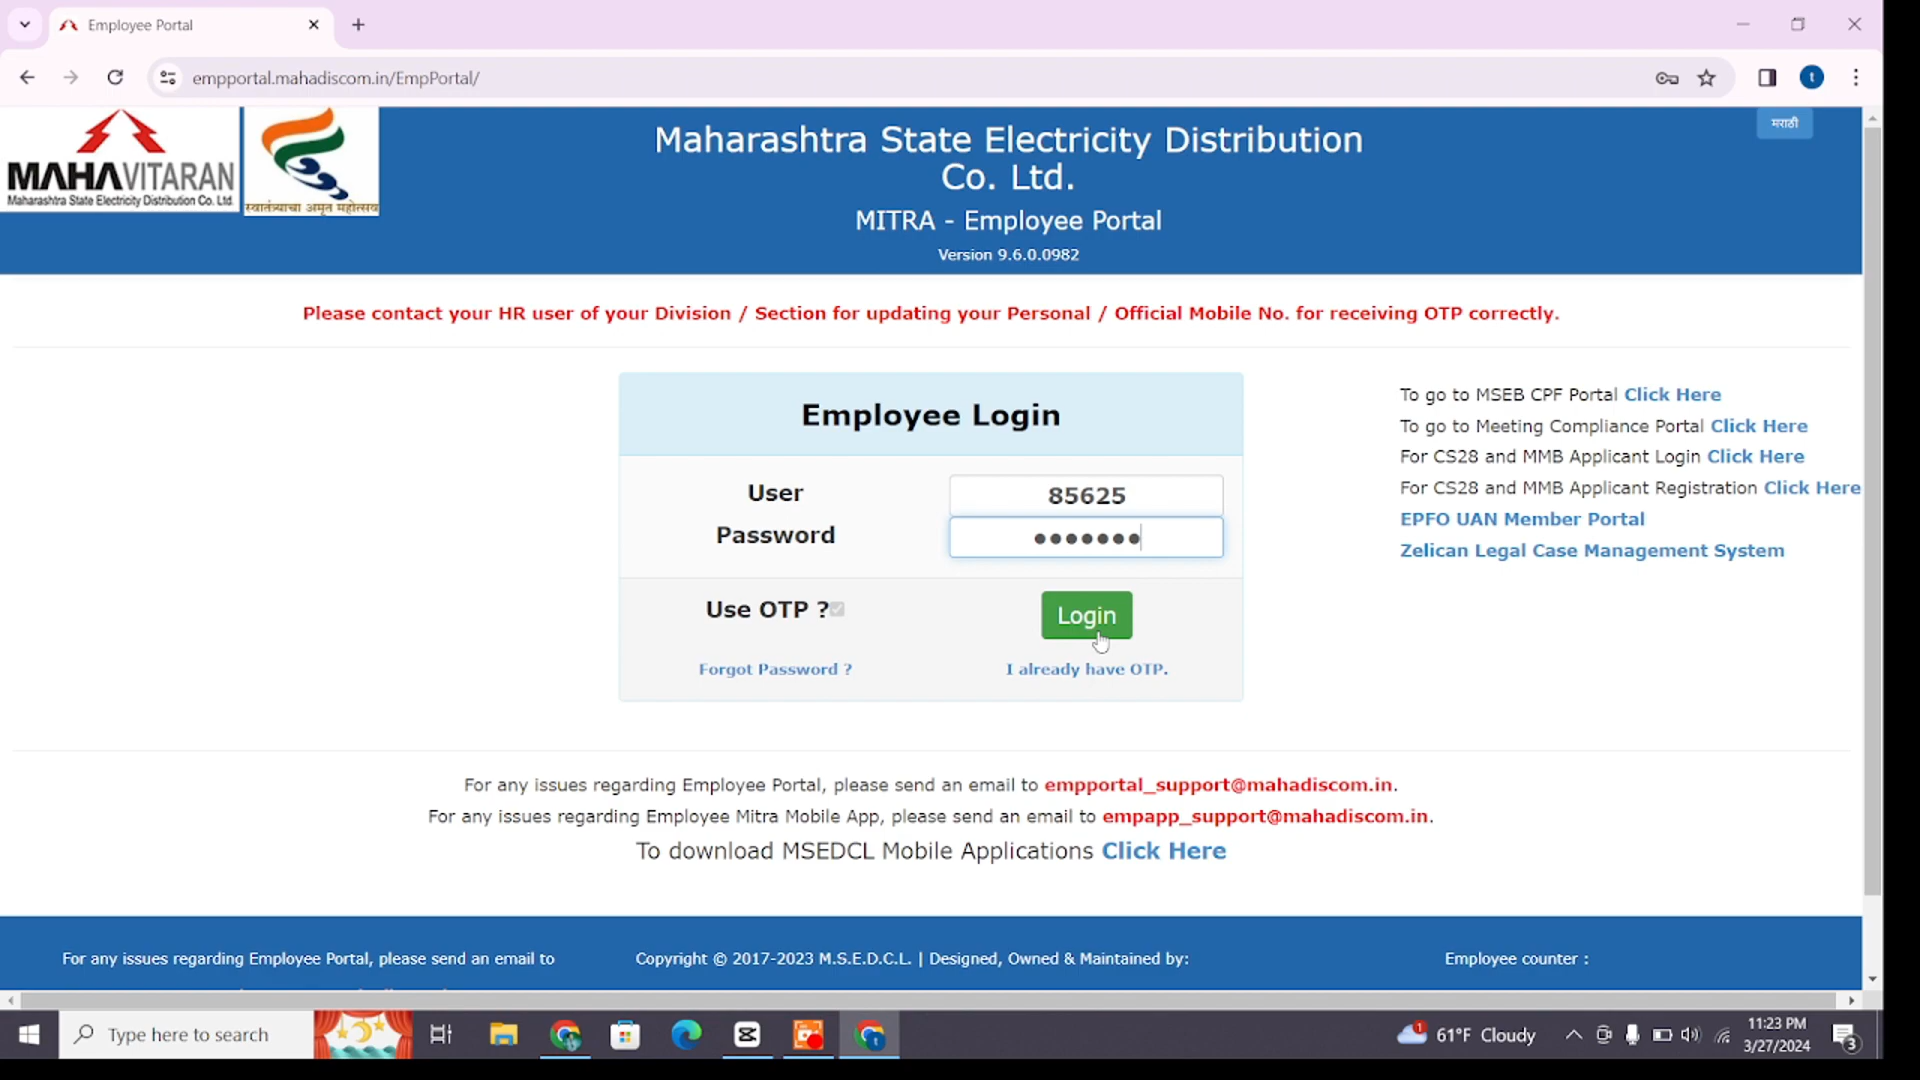 Employee Portal
empportal.mahadiscom.in/EmpPortal/
t
MAHAVITARAN
Maharashtra State Electricity Distribution Co. Ltd.
स्वातंत्र्याचा अमृत महोत्सव
Maharashtra State Electricity Distribution
Co. Ltd.
MITRA - Employee Portal
Version 9.6.0.0982
मराठी
Please contact your HR user of your Division / Section for updating your Personal / Official Mobile No. for receiving OTP correctly.
Employee Login
User
85625
Password
•••••••
Use OTP ?
Login
Forgot Password ?
I already have OTP.
To go to MSEB CPF Portal Click Here
To go to Meeting Compliance Portal Click Here
For CS28 and MMB Applicant Login Click Here
For CS28 and MMB Applicant Registration Click Here
EPFO UAN Member Portal
Zelican Legal Case Management System
For any issues regarding Employee Portal, please send an email to empportal_support@mahadiscom.in.
For any issues regarding Employee Mitra Mobile App, please send an email to empapp_support@mahadiscom.in.
To download MSEDCL Mobile Applications Click Here
For any issues regarding Employee Portal, please send an email to
Copyright © 2017-2023 M.S.E.D.C.L. | Designed, Owned & Maintained by:
Employee counter :
Type here to search
t
1
61°F Cloudy
11:23 PM
3/27/2024
3